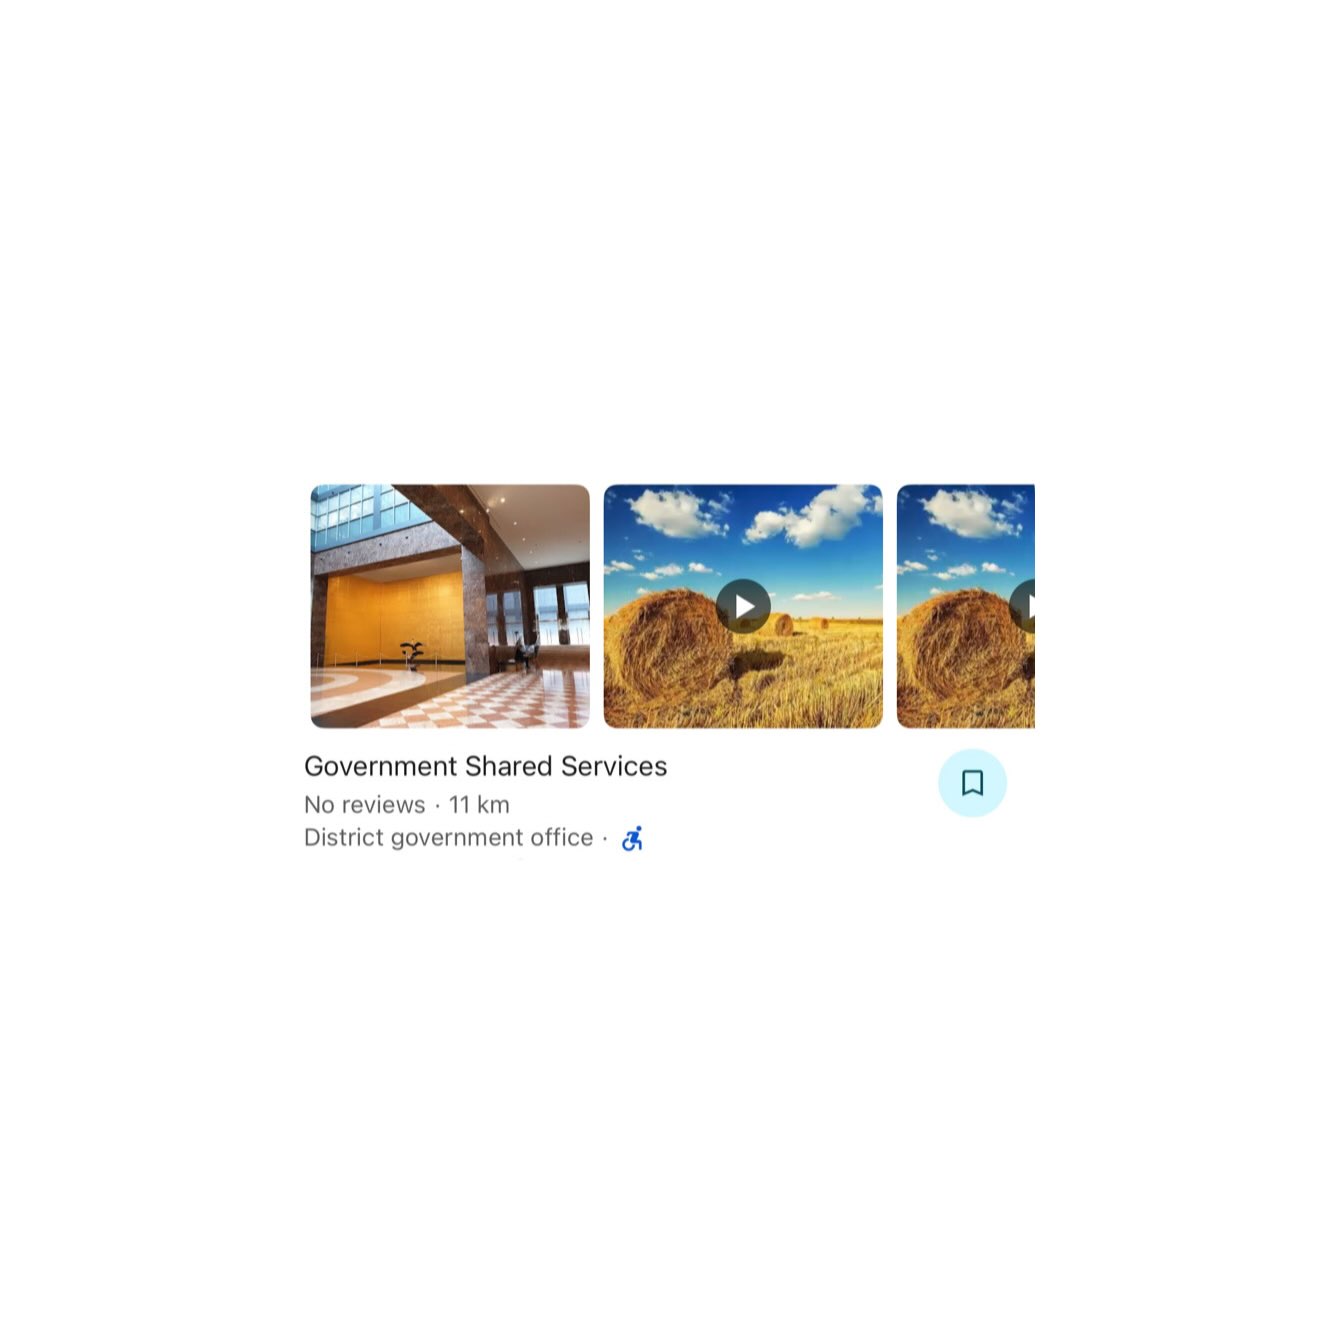 Government Shared Services
No reviews · 11 km
District government office ·